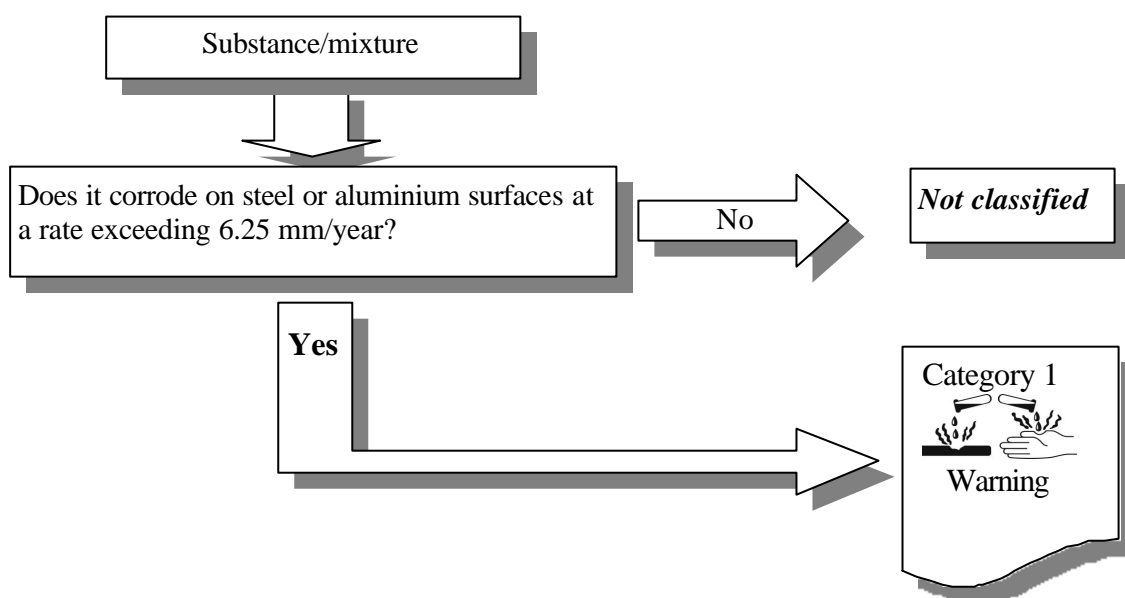 Substance/mixture
Does it corrode on steel or aluminium surfaces at
a rate exceeding 6.25 mm/year?
No
Not classified
Yes
Category 1
Warning